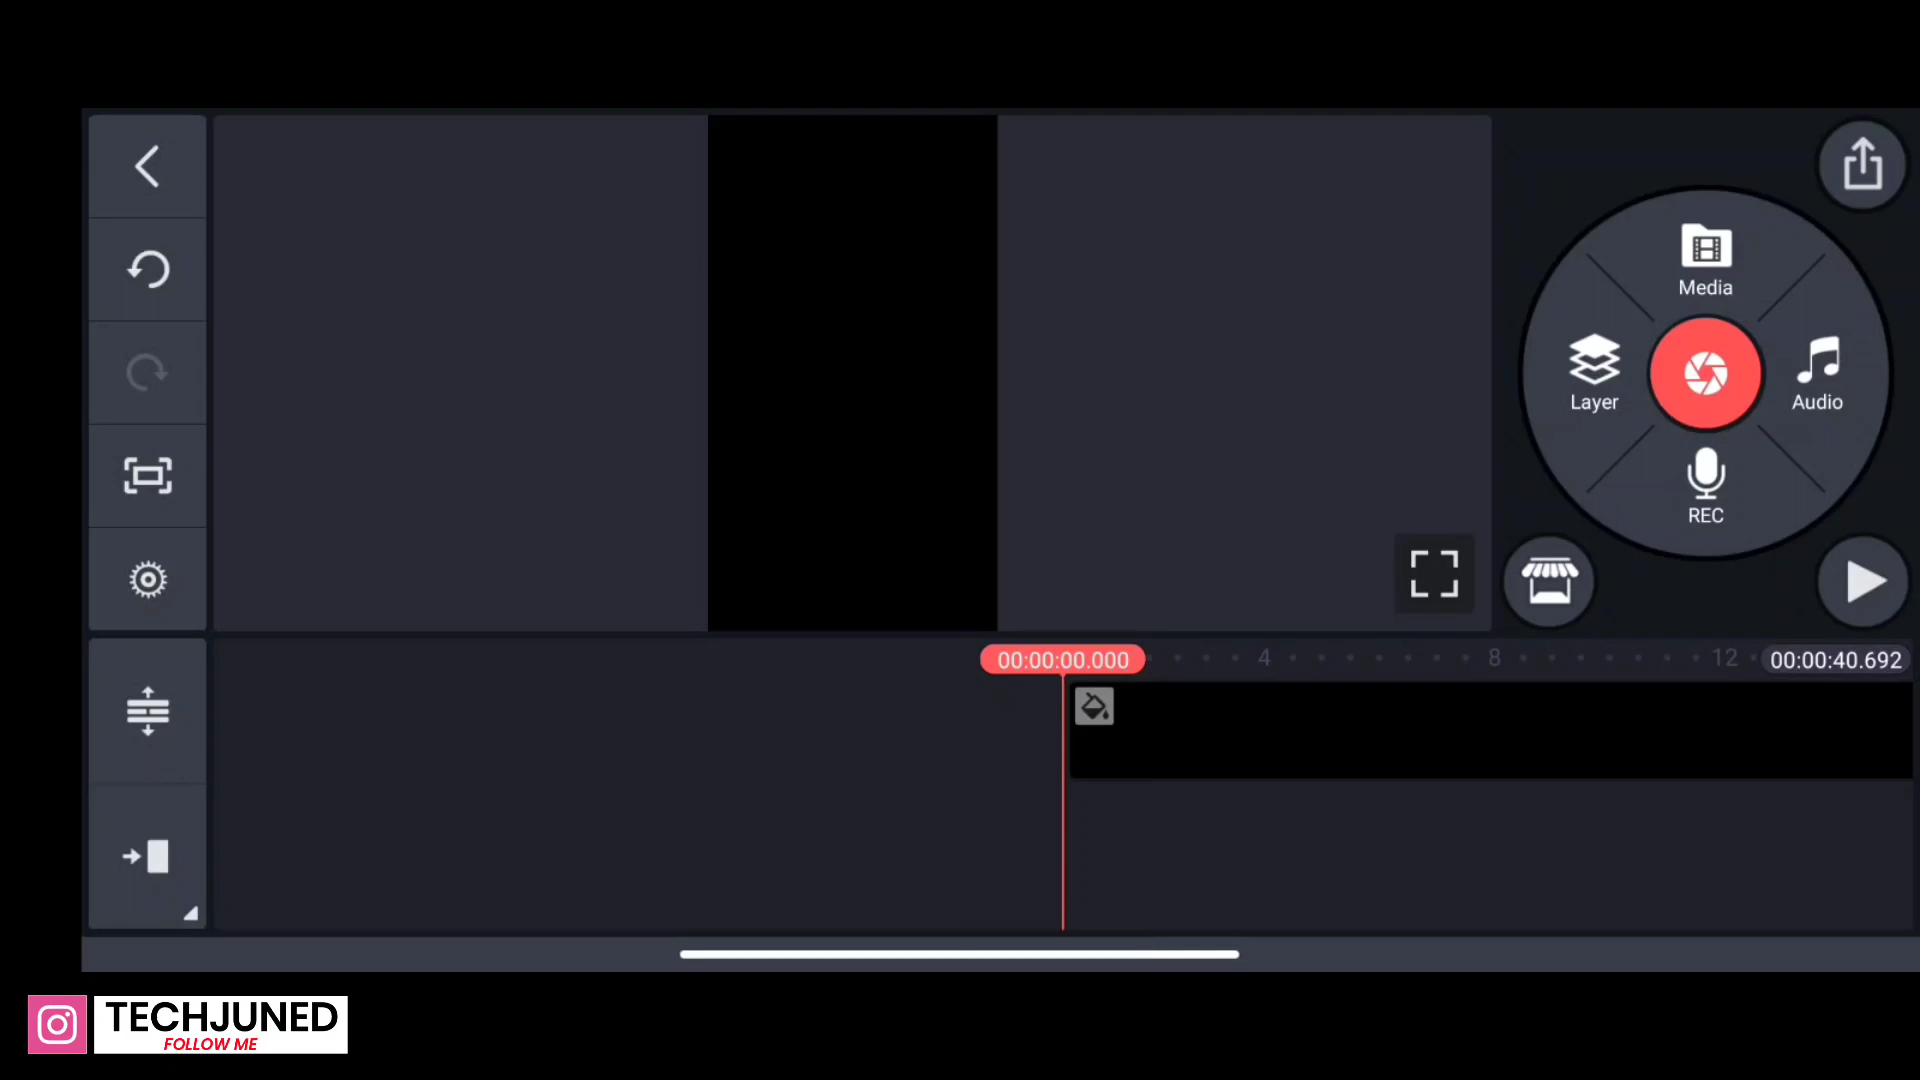 Media
Layer
Audio
REC
00:00:00.000
4
8
12
00:00:40.692
TECHJUNED
FOLLOW ME